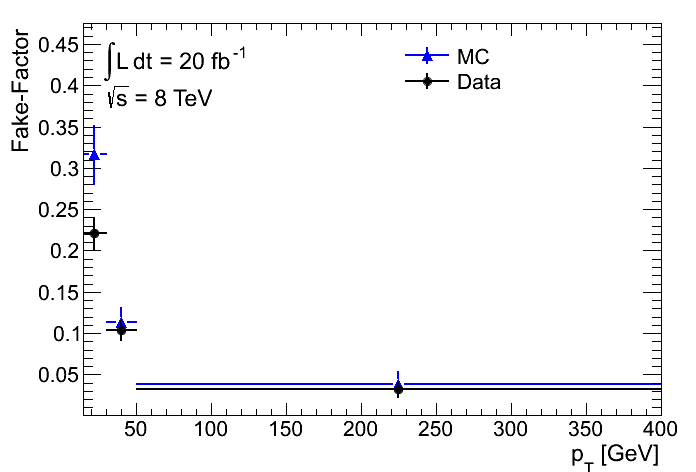 Fake-Factor
0.45
0.4
0.35
0.3
0.25
0.2
0.15
0.1
0.05
∫L dt = 20 fb⁻¹
√s = 8 TeV
MC
Data
50 100 150 200 250 300 350 400
p_T [GeV]